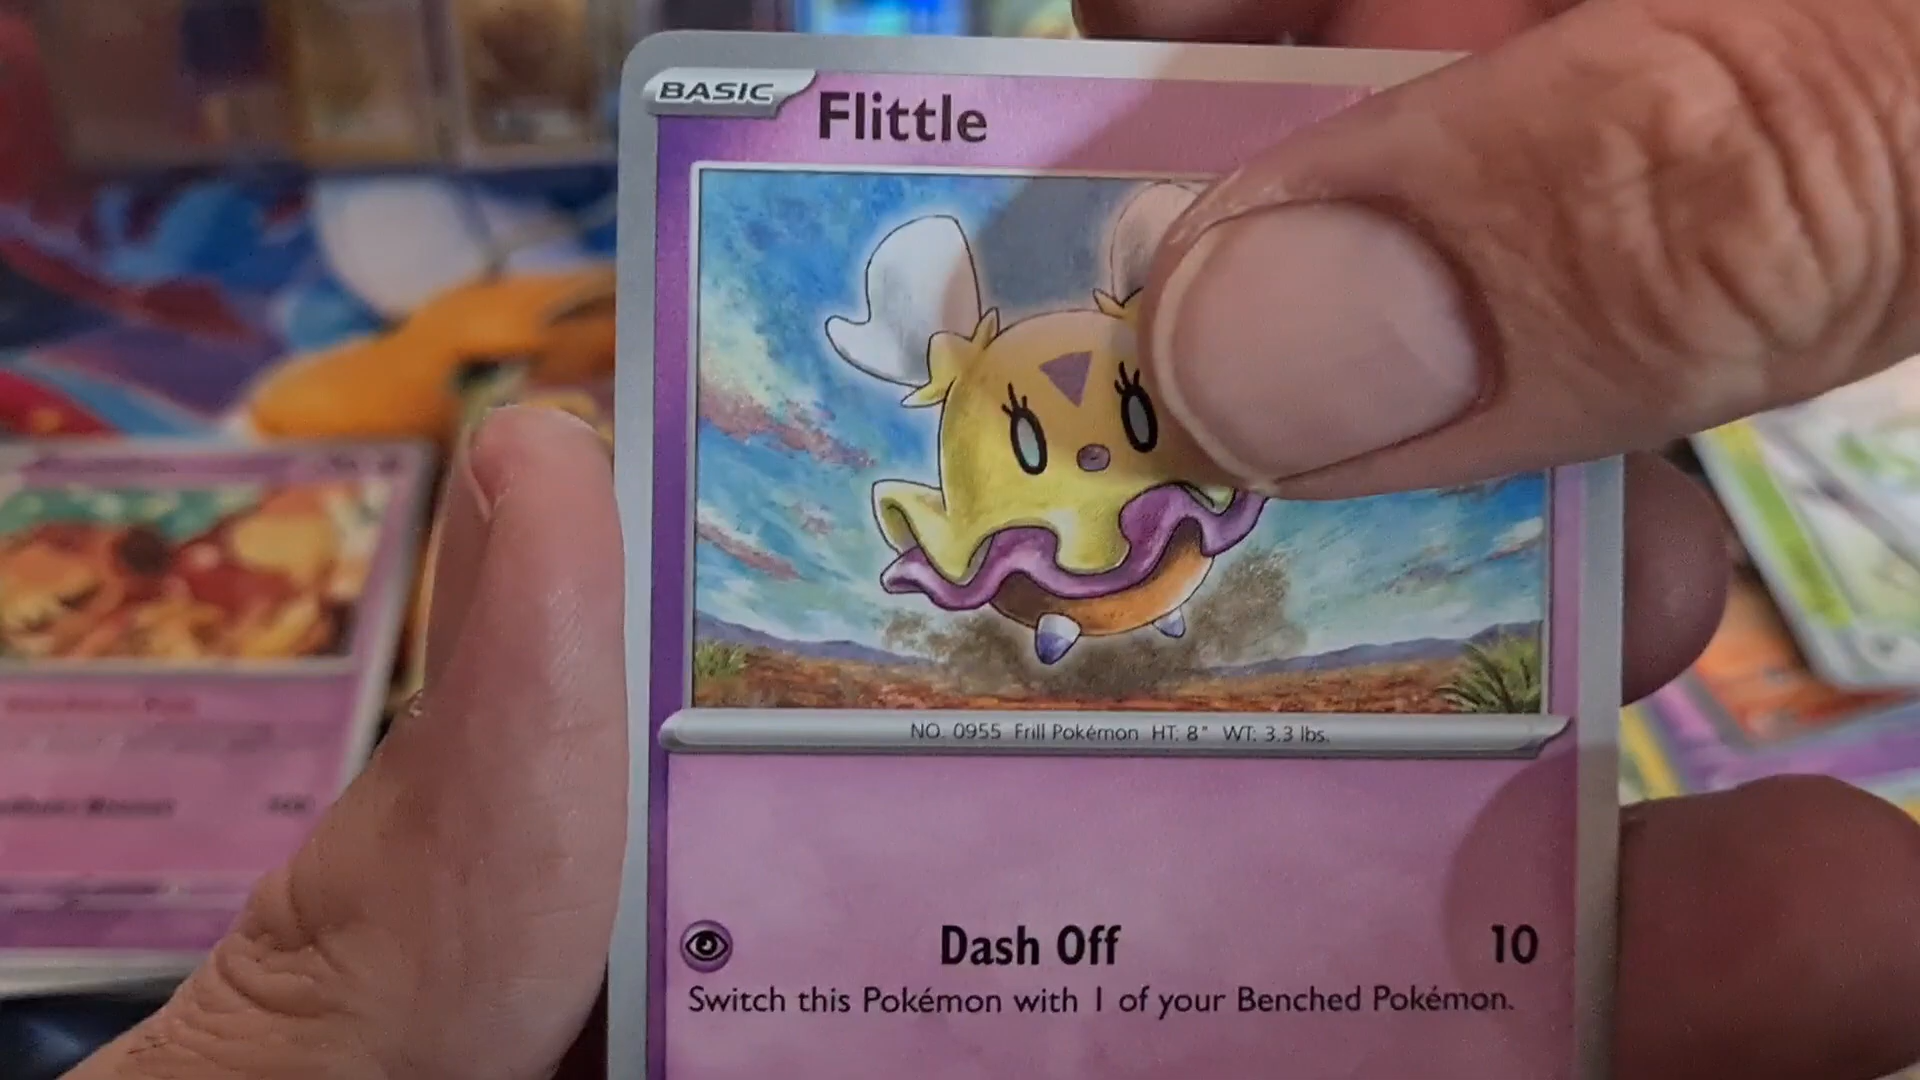 BASIC
Flittle
NO. 0955 Frill Pokémon HT: 8" WT: 3.3 lbs.
Dash Off 10
Switch this Pokémon with 1 of your Benched Pokémon.